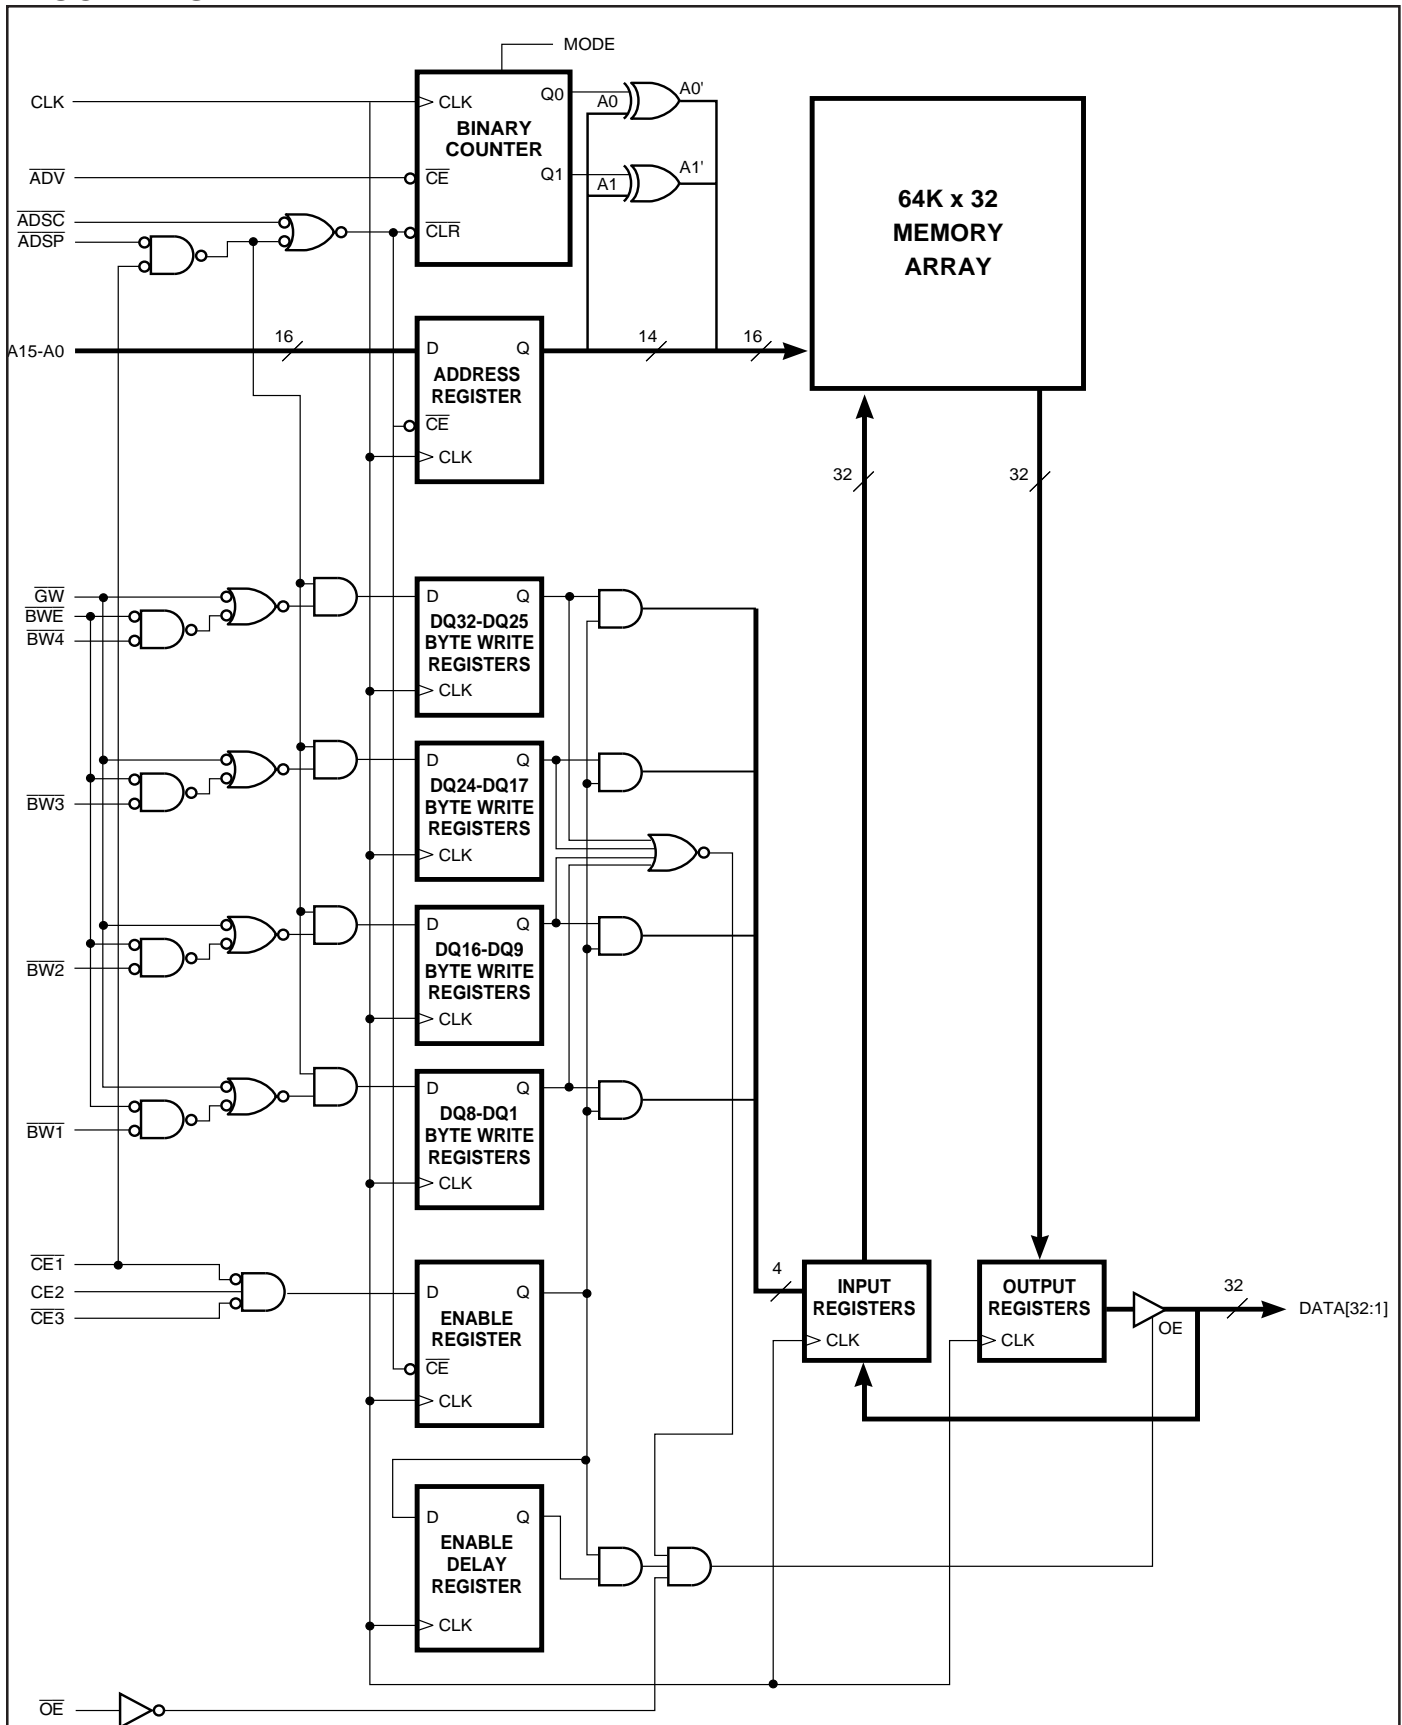 MODE
CLK
CLK
Q0
A0
A0'
BINARY
COUNTER
ADV
CE
Q1
A1
A1'
ADSC
ADSP
CLR
64K x 32
MEMORY
ARRAY
A15-A0
16
D
Q
14
16
ADDRESS
REGISTER
CE
CLK
32
32
GW
BWE
BW4
D
Q
DQ32-DQ25
BYTE WRITE
REGISTERS
CLK
BW3
D
Q
DQ24-DQ17
BYTE WRITE
REGISTERS
CLK
BW2
D
Q
DQ16-DQ9
BYTE WRITE
REGISTERS
CLK
BW1
D
Q
DQ8-DQ1
BYTE WRITE
REGISTERS
CLK
CE1
CE2
CE3
D
Q
ENABLE
REGISTER
CE
CLK
4
INPUT
REGISTERS
CLK
OUTPUT
REGISTERS
CLK
OE
32
DATA[32:1]
D
Q
ENABLE
DELAY
REGISTER
CLK
OE